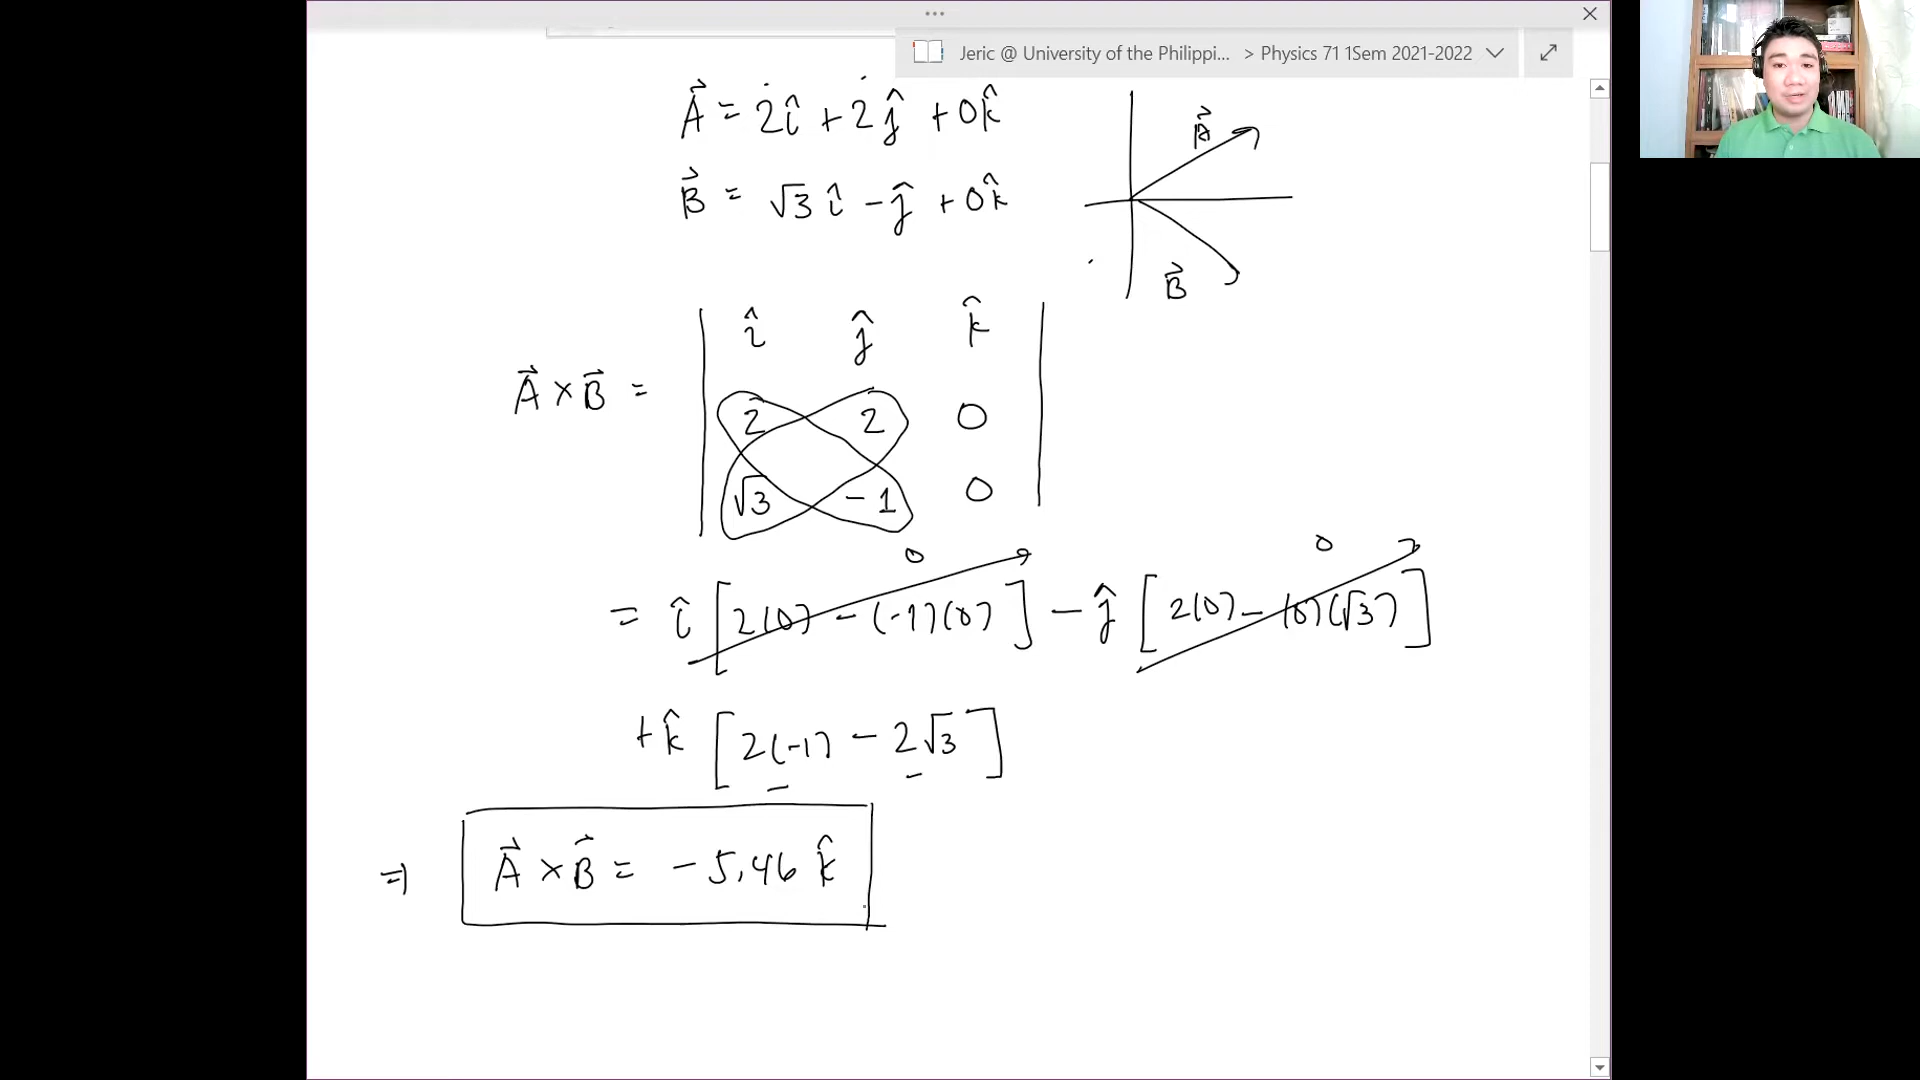 Jeric @ University of the Philippi... > Physics 71 1Sem 2021-2022
A⃗ = 2î + 2ĵ + 0k̂
B⃗ = √3 î - ĵ + 0k̂
A⃗
B⃗
î ĵ k̂
A⃗ × B⃗ =
2 2 0
√3 -1 0
0 0
= î [2(0) - (-1)(0)] - ĵ [2(0) - (0)(√3)]
+ k̂ [2(-1) - 2√3]
⇒ A⃗ × B⃗ = -5.46 k̂